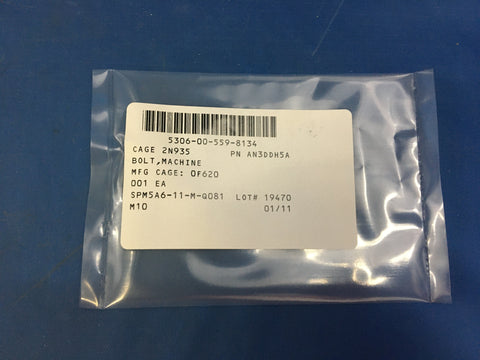 5306-00-559-8134
CAGE 2N935 PN AN3DDH5A
BOLT,MACHINE
MFG CAGE: 0F620
001 EA
SPM5A6-11-M-Q081 LOT# 19470
M10 01/11